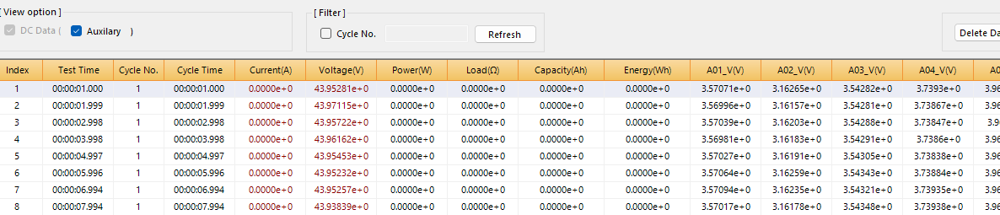 [ View option ]
[ Filter ]
DC Data ( Auxilary )
Cycle No.
Refresh
Delete Da
Index Test Time Cycle No. Cycle Time Current(A) Voltage(V) Power(W) Load(Ω) Capacity(Ah) Energy(Wh) A01_V(V) A02_V(V) A03_V(V) A04_V(V) A0
1 00:00:01.000 1 00:00:01.000 0.0000e+0 43.95281e+0 0.0000e+0 0.0000e+0 0.0000e+0 0.0000e+0 3.57071e+0 3.16265e+0 3.54282e+0 3.7393e+0 3.96
2 00:00:01.999 1 00:00:01.999 0.0000e+0 43.97115e+0 0.0000e+0 0.0000e+0 0.0000e+0 0.0000e+0 3.56996e+0 3.16157e+0 3.54281e+0 3.73867e+0 3.96
3 00:00:02.998 1 00:00:02.998 0.0000e+0 43.95722e+0 0.0000e+0 0.0000e+0 0.0000e+0 0.0000e+0 3.57039e+0 3.16203e+0 3.54288e+0 3.73847e+0 3.9
4 00:00:03.998 1 00:00:03.998 0.0000e+0 43.96162e+0 0.0000e+0 0.0000e+0 0.0000e+0 0.0000e+0 3.56981e+0 3.16183e+0 3.54291e+0 3.7386e+0 3.96
5 00:00:04.997 1 00:00:04.997 0.0000e+0 43.95453e+0 0.0000e+0 0.0000e+0 0.0000e+0 0.0000e+0 3.57027e+0 3.16191e+0 3.54305e+0 3.73838e+0 3.96
6 00:00:05.996 1 00:00:05.996 0.0000e+0 43.95232e+0 0.0000e+0 0.0000e+0 0.0000e+0 0.0000e+0 3.57064e+0 3.16259e+0 3.54343e+0 3.73884e+0 3.96
7 00:00:06.994 1 00:00:06.994 0.0000e+0 43.95257e+0 0.0000e+0 0.0000e+0 0.0000e+0 0.0000e+0 3.57094e+0 3.16235e+0 3.54321e+0 3.73935e+0 3.96
8 00:00:07.994 1 00:00:07.994 0.0000e+0 43.93839e+0 0.0000e+0 0.0000e+0 0.0000e+0 0.0000e+0 3.57017e+0 3.16178e+0 3.54348e+0 3.73938e+0 3.96